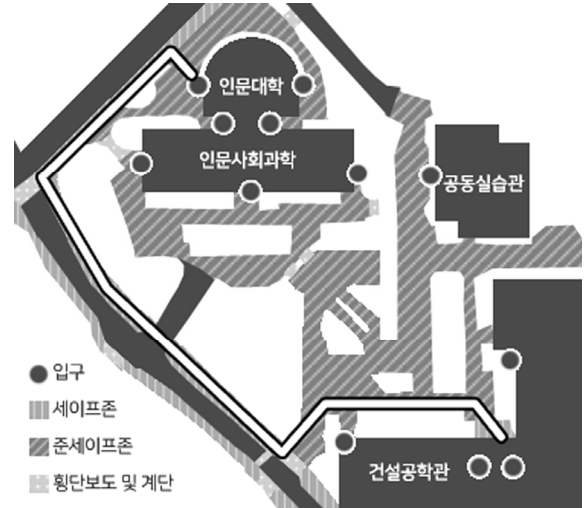 인문대학
인문사회과학
공동실습관
입구
세이프존
준세이프존
횡단보도 및 계단
건설공학관